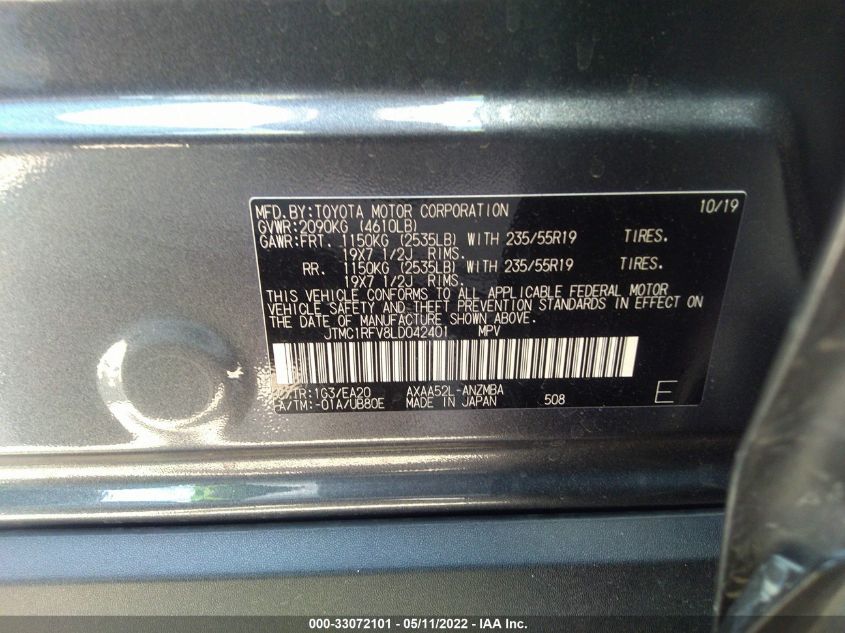 MFD.BY:TOYOTA MOTOR CORPORATION 10/19
GVWR:2090KG (4610LB)
GAWR:FRT. 1150KG (2535LB) WITH 235/55R19 TIRES.
19X7 1/2J RIMS.
RR. 1150KG (2535LB) WITH 235/55R19 TIRES.
19X7 1/2J RIMS.
THIS VEHICLE CONFORMS TO ALL APPLICABLE FEDERAL MOTOR
VEHICLE SAFETY AND THEFT PREVENTION STANDARDS IN EFFECT ON
THE DATE OF MANUFACTURE SHOWN ABOVE.
JTMC1RFV8LD042401 MPV
C/TR:1G3/EA20 AXAA52L-ANZMBA
A/TM:-01A/UB80E MADE IN JAPAN 508 E
000-33072101 - 05/11/2022 - IAA Inc.